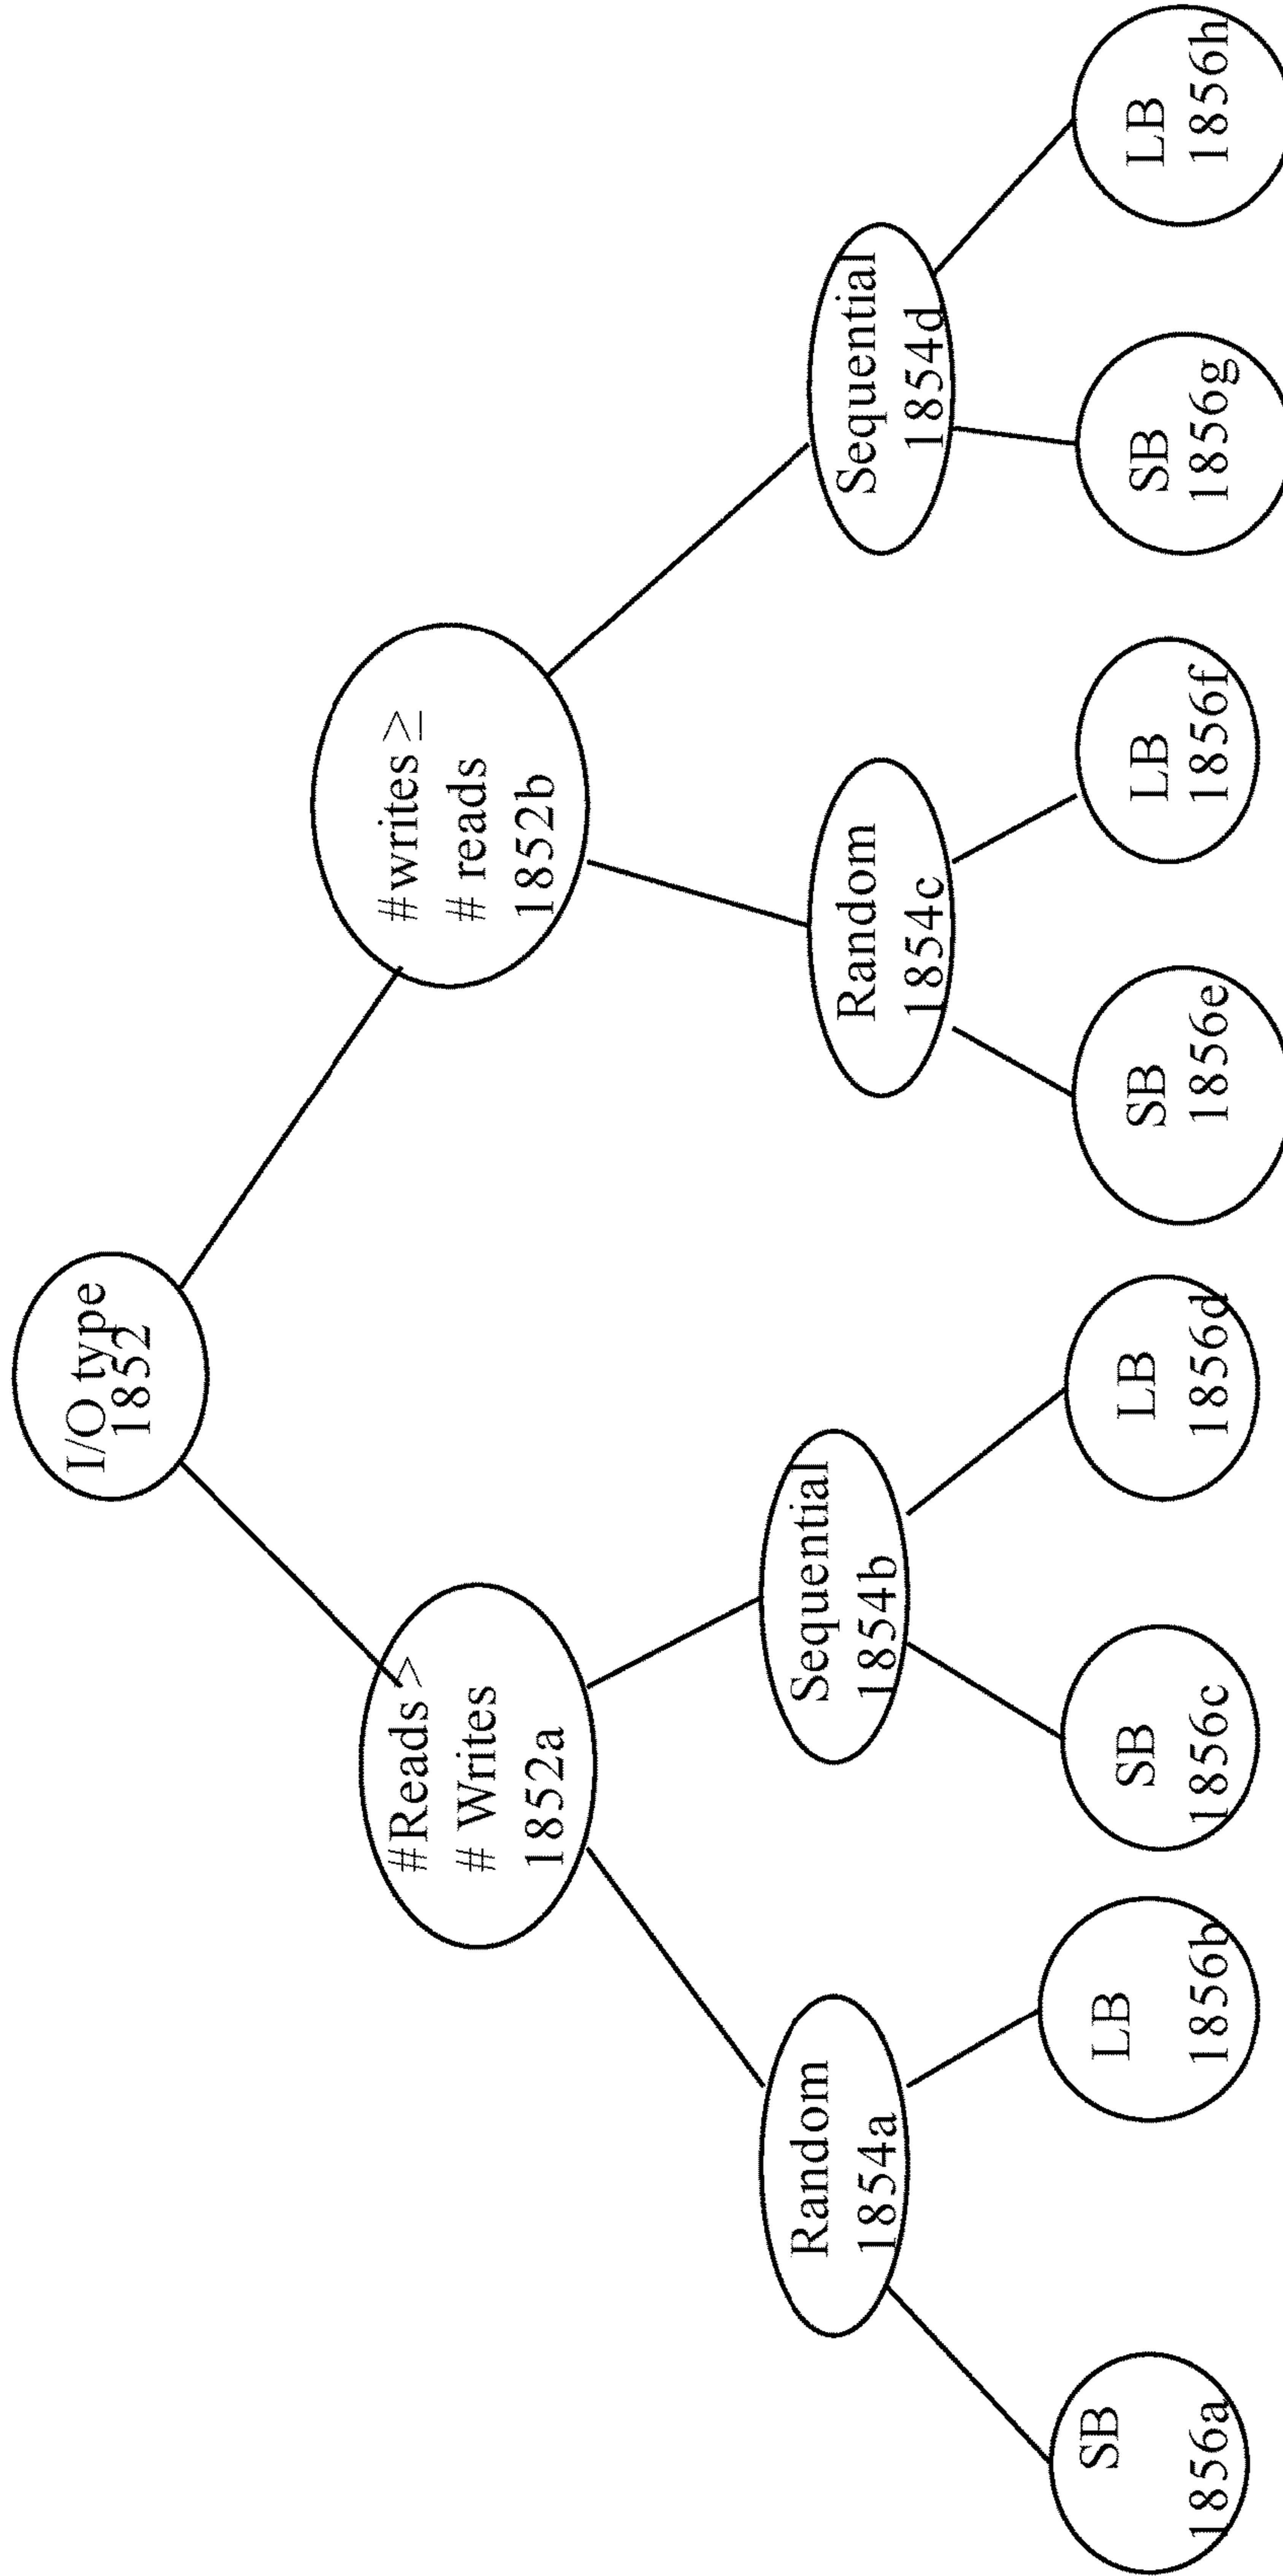 I/O type
1852
#Reads >
# Writes
1852a
#writes ≥
# reads
1852b
Random
1854a
Sequential
1854b
Random
1854c
Sequential
1854d
SB
1856a
LB
1856b
SB
1856c
LB
1856d
SB
1856e
LB
1856f
SB
1856g
LB
1856h